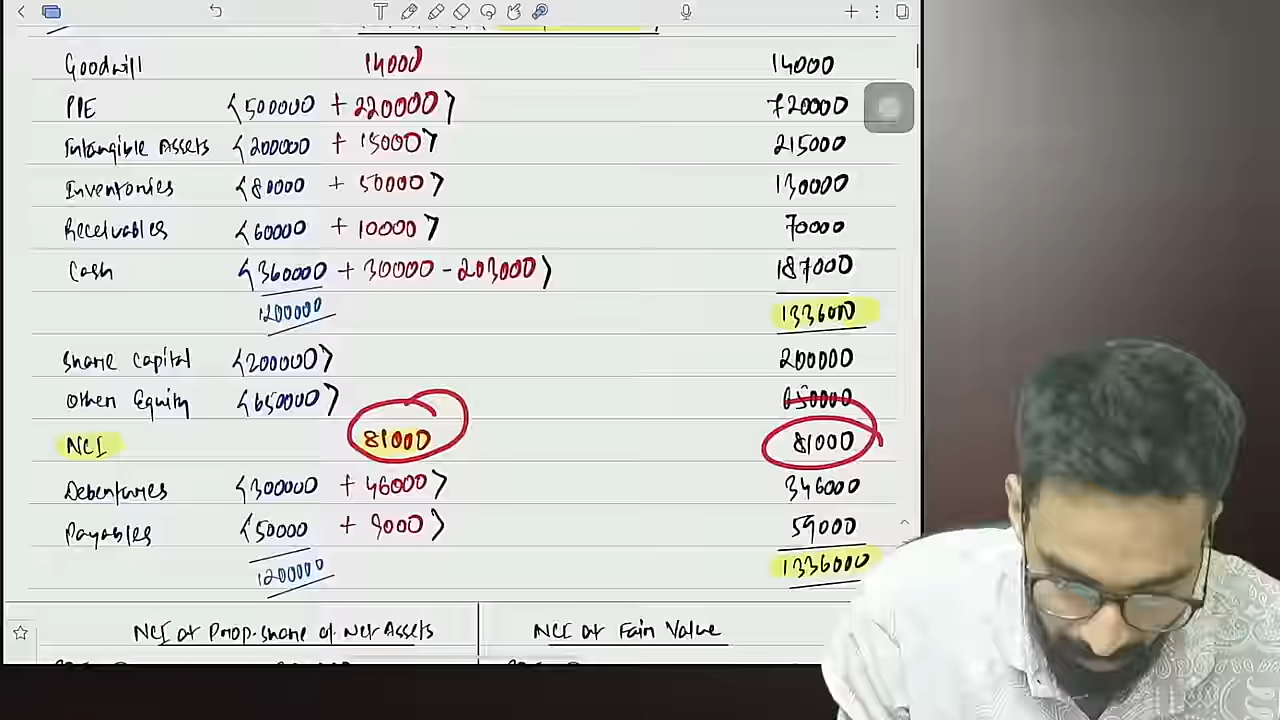 Goodwill 14000 14000
PPE <500000 + 220000> 720000
Intangible Assets <200000 + 15000> 215000
Inventories <80000 + 50000> 130000
Receivables <60000 + 10000> 70000
Cash <360000 + 30000 - 203000> 187000
1200000 1336000
Share Capital <200000> 200000
Other Equity <650000> 650000
NCI 81000 81000
Debentures <300000 + 46000> 346000
Payables <50000 + 9000> 59000
1200000 1336000
NCI at Prop. share of Net Assets NCI at Fair Value